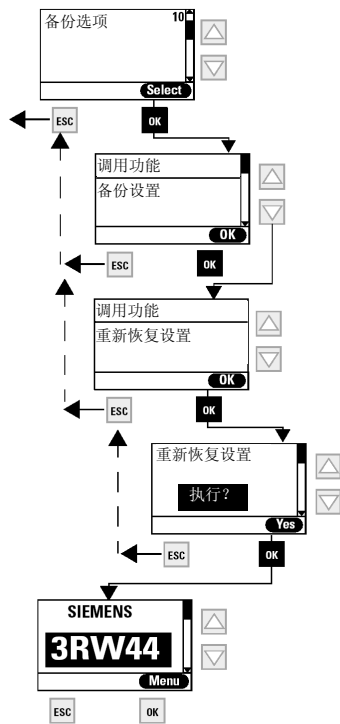 备份选项
10
Select
ESC
OK
调用功能
备份设置
OK
ESC
OK
调用功能
重新恢复设置
OK
ESC
OK
重新恢复设置
执行？
Yes
ESC
OK
SIEMENS
3RW44
Menu
ESC
OK